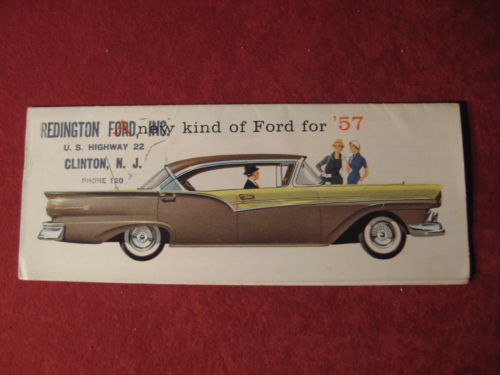 A new kind of Ford for '57
REDINGTON FORD, INC.
U. S. HIGHWAY 22
CLINTON, N. J.
PHONE 120